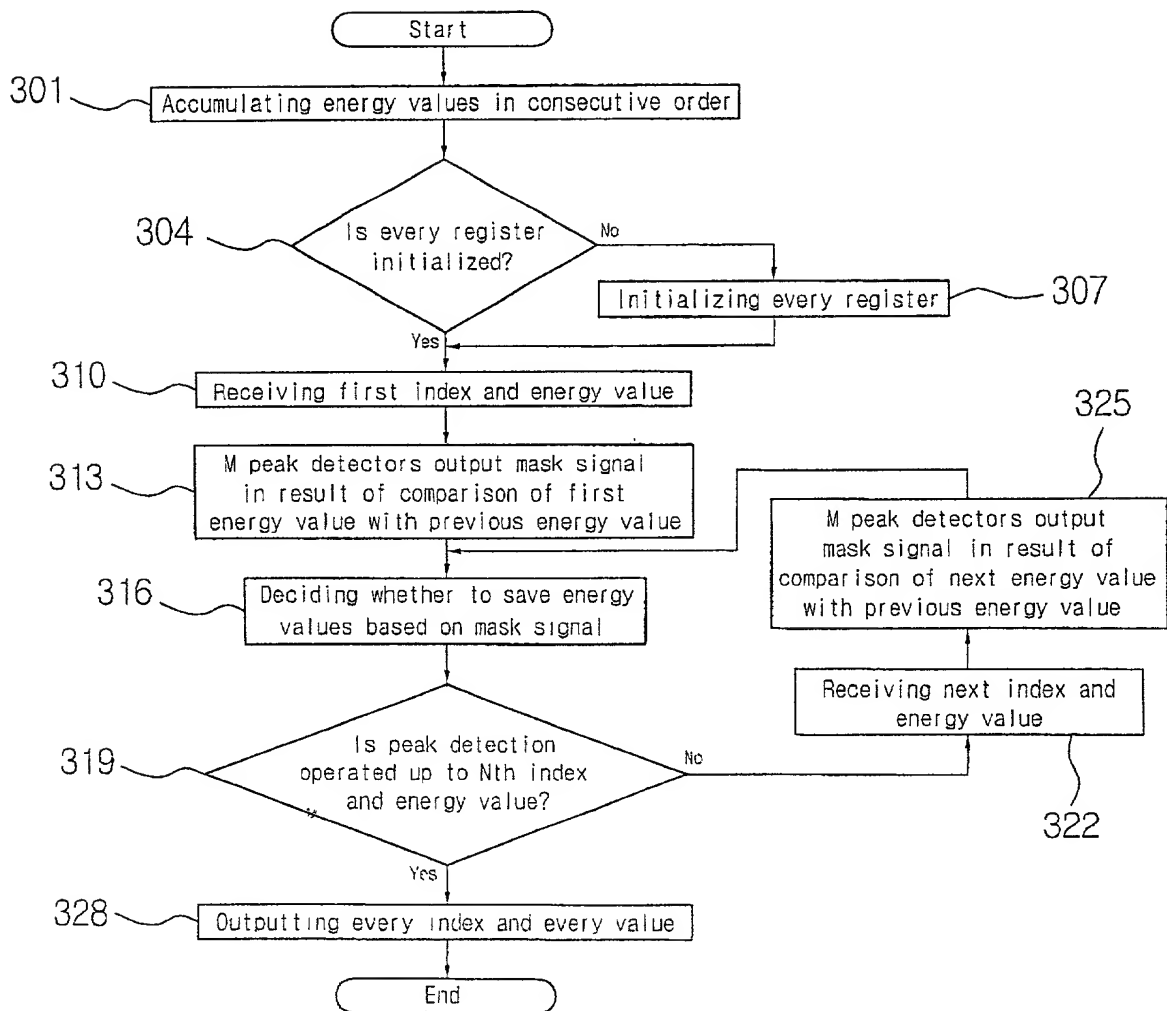 Start
301
Accumulating energy values in consecutive order
304
Is every register
initialized?
No
Initializing every register
307
Yes
310
Receiving first index and energy value
313
M peak detectors output mask signal
in result of comparison of first
energy value with previous energy value
325
M peak detectors output
mask signal in result of
comparison of next energy value
with previous energy value
316
Deciding whether to save energy
values based on mask signal
Receiving next index and
energy value
322
319
Is peak detection
operated up to Nth index
and energy value?
No
Yes
328
Outputting every index and every value
End